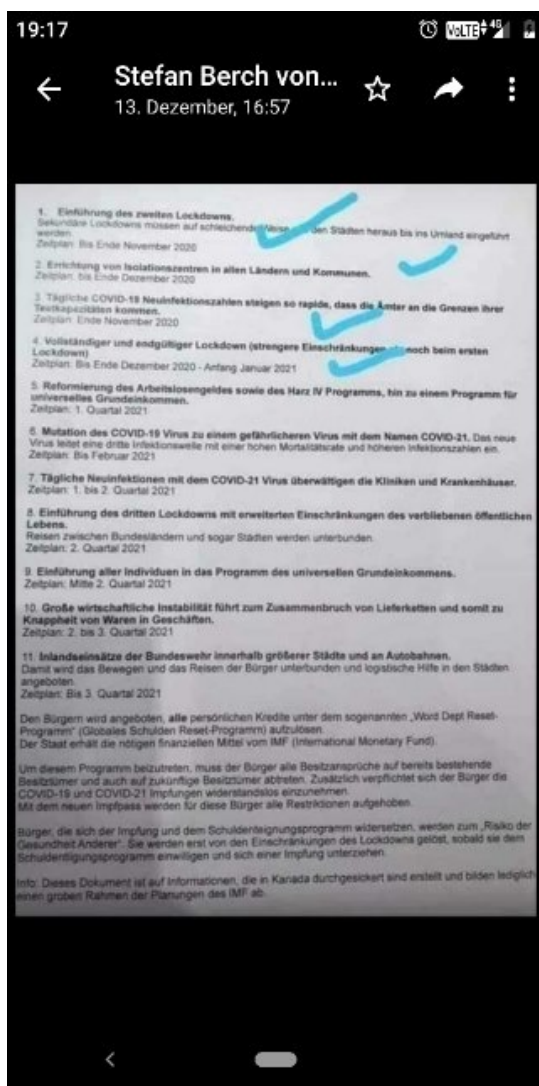 19:17
VoLTE 4G
Stefan Berch von...
13. Dezember, 16:57
1. Einführung des zweiten Lockdowns.
Sekundäre Lockdowns müssen auf schleichende Weise den Städten heraus bis ins Umland eingeführt
werden.
Zeitplan: Bis Ende November 2020
2. Errichtung von Isolationszentren in allen Ländern und Kommunen.
Zeitplan: bis Ende Dezember 2020
3. Tägliche COVID-19 Neuinfektionszahlen steigen so rapide, dass die Ämter an die Grenzen ihrer
Testkapazitäten kommen.
Zeitplan: Ende November 2020
4. Vollständiger und endgültiger Lockdown (strengere Einschränkungen noch beim ersten
Lockdown)
Zeitplan: Bis Ende Dezember 2020 - Anfang Januar 2021
5. Reformierung des Arbeitslosengeldes sowie des Harz IV Programms, hin zu einem Programm für
universelles Grundeinkommen.
Zeitplan: 1. Quartal 2021
6. Mutation des COVID-19 Virus zu einem gefährlicheren Virus mit dem Namen COVID-21. Das neue
Virus leitet eine dritte Infektionswelle mit einer hohen Mortalitätsrate und höheren Infektionszahlen ein.
Zeitplan: Bis Februar 2021
7. Tägliche Neuinfektionen mit dem COVID-21 Virus überwältigen die Kliniken und Krankenhäuser.
Zeitplan: 1. bis 2. Quartal 2021
8. Einführung des dritten Lockdowns mit erweiterten Einschränkungen des verbliebenen öffentlichen
Lebens.
Reisen zwischen Bundesländern und sogar Städten werden unterbunden.
Zeitplan: 2. Quartal 2021
9. Einführung aller Individuen in das Programm des universellen Grundeinkommens.
Zeitplan: Mitte 2. Quartal 2021
10. Große wirtschaftliche Instabilität führt zum Zusammenbruch von Lieferketten und somit zu
Knappheit von Waren in Geschäften.
Zeitplan: 2. bis 3. Quartal 2021
11. Inlandseinsätze der Bundeswehr innerhalb größerer Städte und an Autobahnen.
Damit wird das Bewegen und das Reisen der Bürger unterbunden und logistische Hilfe in den Städten
angeboten.
Zeitplan: Bis 3. Quartal 2021
Den Bürgern wird angeboten, alle persönlichen Kredite unter dem sogenannten „Word Dept Reset-
Programm" (Globales Schulden Reset-Programm) aufzulösen.
Der Staat erhält die nötigen finanziellen Mittel vom IMF (International Monetary Fund).
Um diesem Programm beizutreten, muss der Bürger alle Besitzansprüche auf bereits bestehende
Besitztümer und auch auf zukünftige Besitztümer abtreten. Zusätzlich verpflichtet sich der Bürger die
COVID-19 und COVID-21 Impfungen widerstandslos einzunehmen.
Mit dem neuen Impfpass werden für diese Bürger alle Restriktionen aufgehoben.
Bürger, die sich der Impfung und dem Schuldenteignungsprogramm widersetzen, werden zum „Risiko der
Gesundheit Anderer". Sie werden erst von den Einschränkungen des Lockdowns gelöst, sobald sie dem
Schuldentilgungsprogramm einwilligen und sich einer Impfung unterziehen.
Info: Dieses Dokument ist auf Informationen, die in Kanada durchgesickert sind erstellt und bilden lediglich
einen groben Rahmen der Planungen des IMF ab.